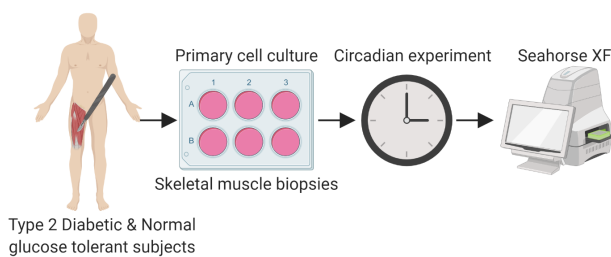 Primary cell culture
Circadian experiment
Seahorse XF
1 2 3
A
B
Skeletal muscle biopsies
Type 2 Diabetic & Normal
glucose tolerant subjects